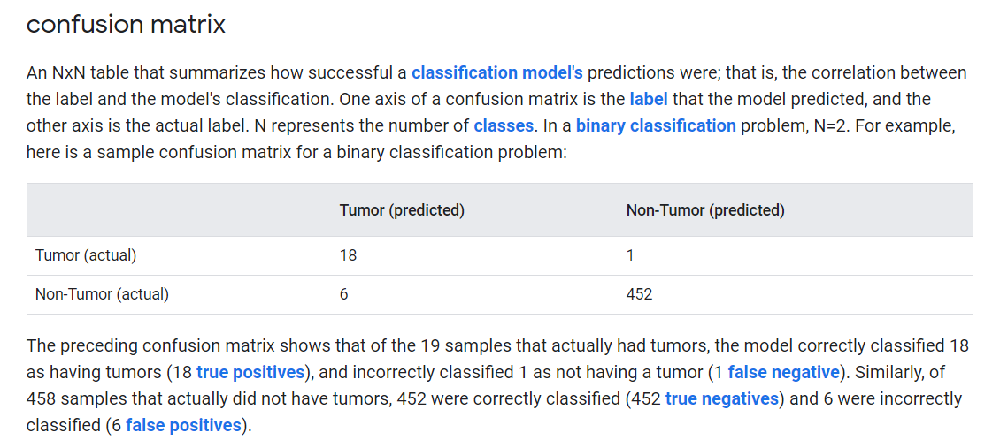 confusion matrix
An NxN table that summarizes how successful a classification model's predictions were; that is, the correlation between
the label and the model's classification. One axis of a confusion matrix is the label that the model predicted, and the
other axis is the actual label. N represents the number of classes. In a binary classification problem, N=2. For example,
here is a sample confusion matrix for a binary classification problem:
Tumor (predicted) Non-Tumor (predicted)
Tumor (actual) 18 1
Non-Tumor (actual) 6 452
The preceding confusion matrix shows that of the 19 samples that actually had tumors, the model correctly classified 18
as having tumors (18 true positives), and incorrectly classified 1 as not having a tumor (1 false negative). Similarly, of
458 samples that actually did not have tumors, 452 were correctly classified (452 true negatives) and 6 were incorrectly
classified (6 false positives).